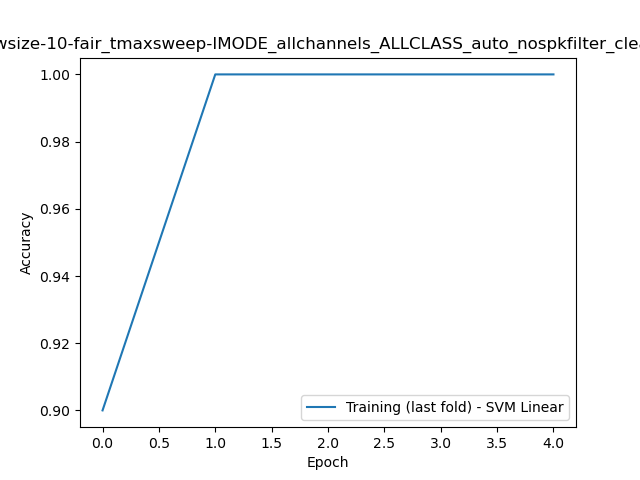 wsize-10-fair_tmaxsweep-IMODE_allchannels_ALLCLASS_auto_nospkfilter_clea
1.00
0.98
0.96
0.94
0.92
0.90
Accuracy
Training (last fold) - SVM Linear
0.0 0.5 1.0 1.5 2.0 2.5 3.0 3.5 4.0
Epoch